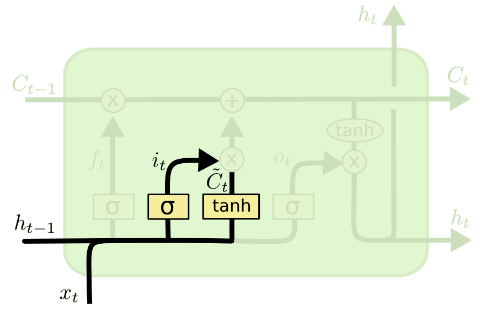 h_t
C_{t-1}
C_t
x
+
tanh
f_t
i_t
o_t
x
x
C̃_t
σ
σ
tanh
σ
h_{t-1}
h_t
x_t